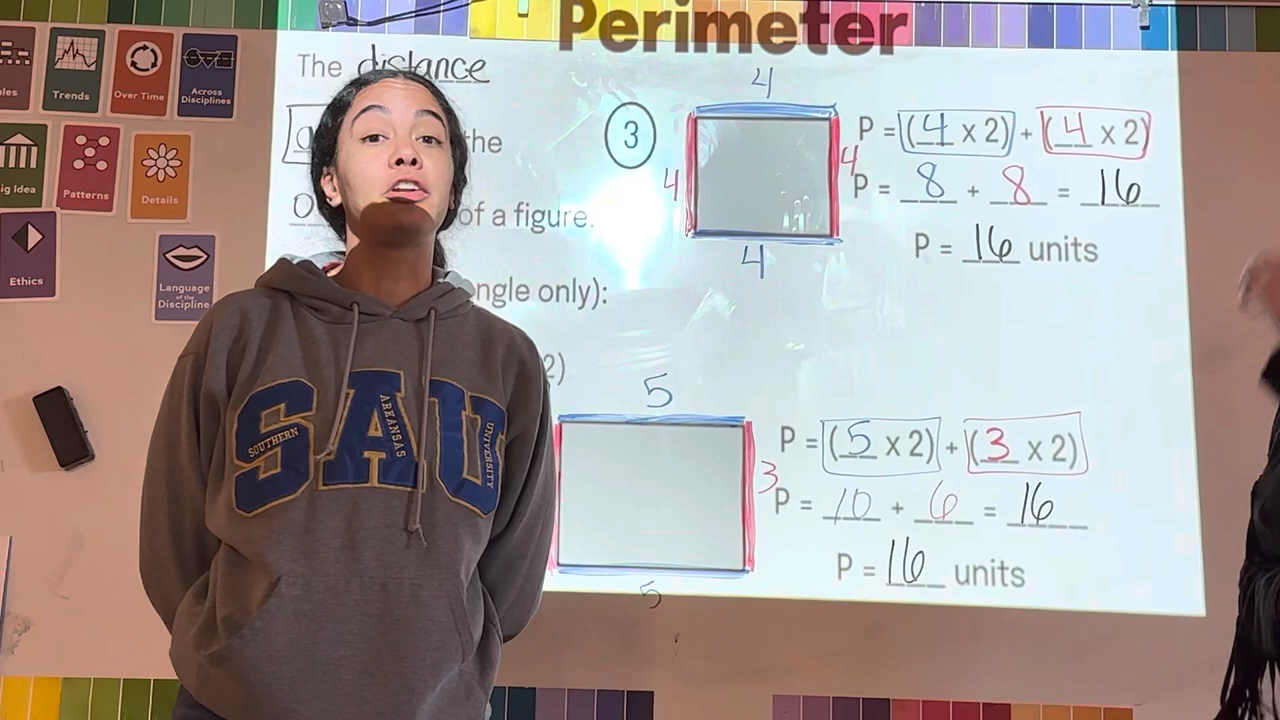 Perimeter
The distance
the
of a figure.
ngle only):
2)
3
4
4
4
4
P = (4 x 2) + (4 x 2)
P = 8 + 8 = 16
P = 16 units
5
3
5
P = (5 x 2) + (3 x 2)
P = 10 + 6 = 16
P = 16 units
ules
Trends
Over Time
Across
Disciplines
ig Idea
Patterns
Details
Ethics
Language
of the
Discipline
SAU
SOUTHERN
ARKANSAS
UNIVERSITY